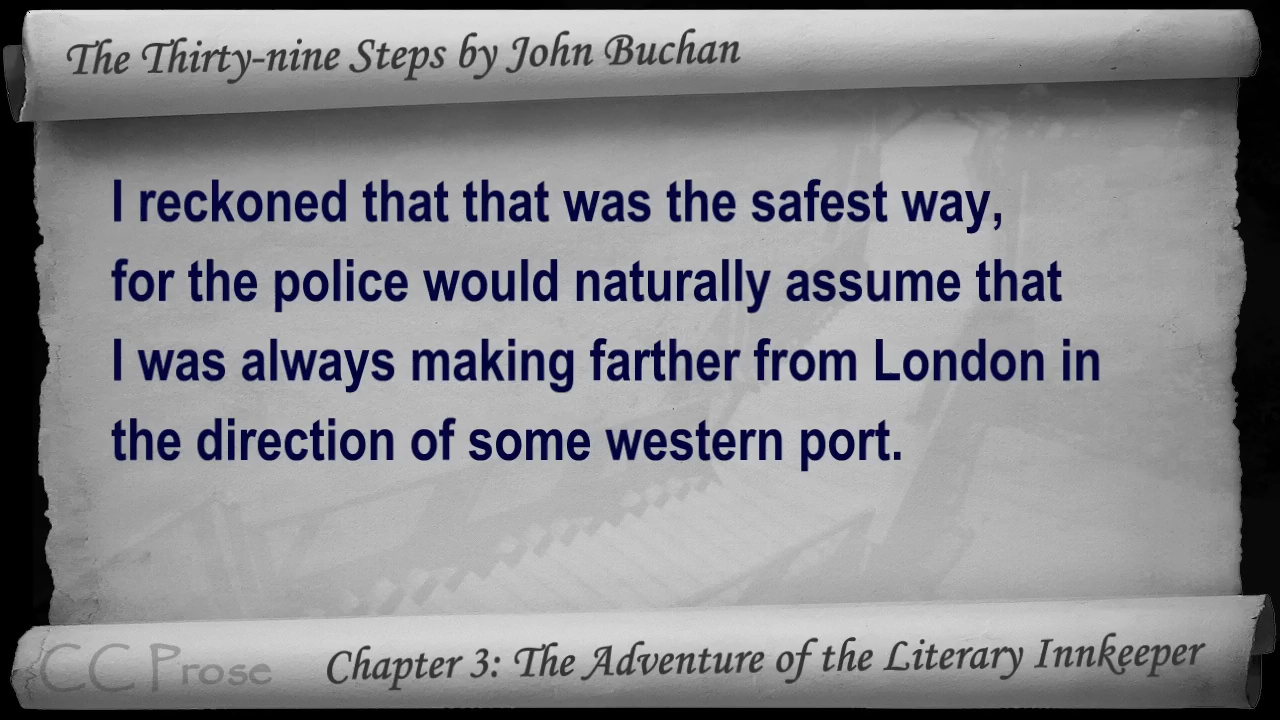 The Thirty-nine Steps by John Buchan
I reckoned that that was the safest way,
for the police would naturally assume that
I was always making farther from London in
the direction of some western port.
CC Prose
Chapter 3: The Adventure of the Literary Innkeeper